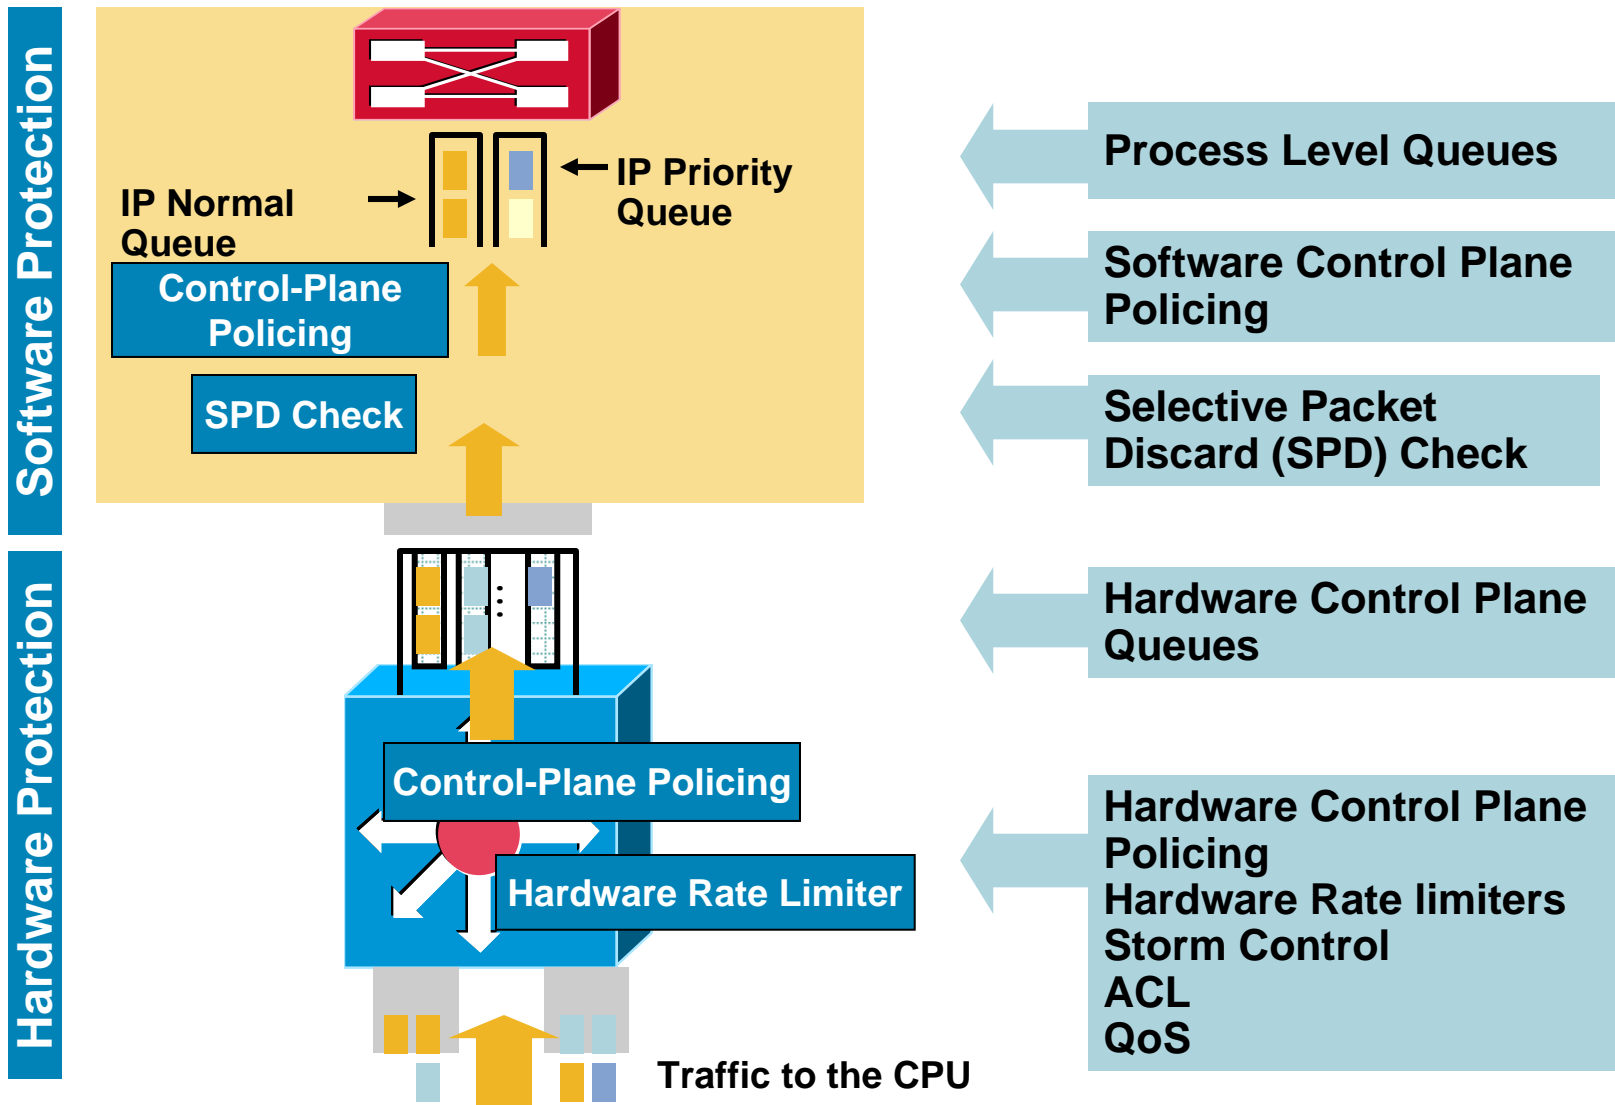 Software Protection
IP Normal
Queue
IP Priority
Queue
Control-Plane
Policing
SPD Check
Process Level Queues
Software Control Plane
Policing
Selective Packet
Discard (SPD) Check
Hardware Protection
...
Control-Plane Policing
Hardware Rate Limiter
Traffic to the CPU
Hardware Control Plane
Queues
Hardware Control Plane
Policing
Hardware Rate limiters
Storm Control
ACL
QoS